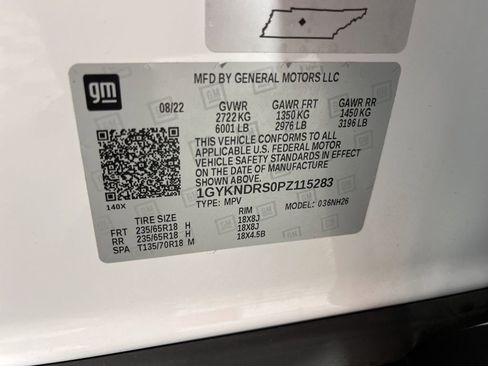 MFD BY GENERAL MOTORS LLC
gm
08/22 GVWR GAWR FRT GAWR RR
2722 KG 1350 KG 1450 KG
6001 LB 2976 LB 3196 LB
THIS VEHICLE CONFORMS TO ALL
APPLICABLE U.S. FEDERAL MOTOR
VEHICLE SAFETY STANDARDS IN EFFECT
ON THE DATE OF MANUFACTURE
SHOWN ABOVE.
1GYKNDRS0PZ115283
140X TYPE: MPV MODEL: 036NH26
TIRE SIZE RIM
FRT 235/65R18 H 18X8J
RR 235/65R18 H 18X8J
SPA T135/70R18 M 18X4.5B